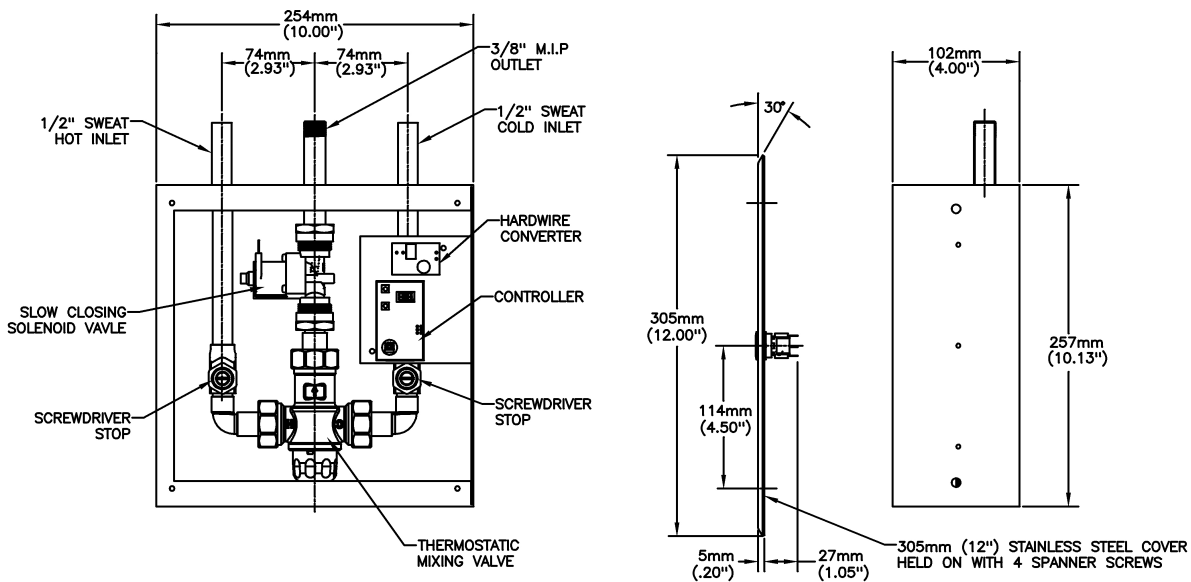 254mm
(10.00")
74mm
(2.93")
74mm
(2.93")
3/8" M.I.P
OUTLET
1/2" SWEAT
HOT INLET
1/2" SWEAT
COLD INLET
HARDWIRE
CONVERTER
CONTROLLER
SLOW CLOSING
SOLENOID VAVLE
SCREWDRIVER
STOP
SCREWDRIVER
STOP
THERMOSTATIC
MIXING VALVE
30°
305mm
(12.00")
114mm
(4.50")
5mm
(.20")
27mm
(1.05")
305mm (12") STAINLESS STEEL COVER
HELD ON WITH 4 SPANNER SCREWS
102mm
(4.00")
257mm
(10.13")